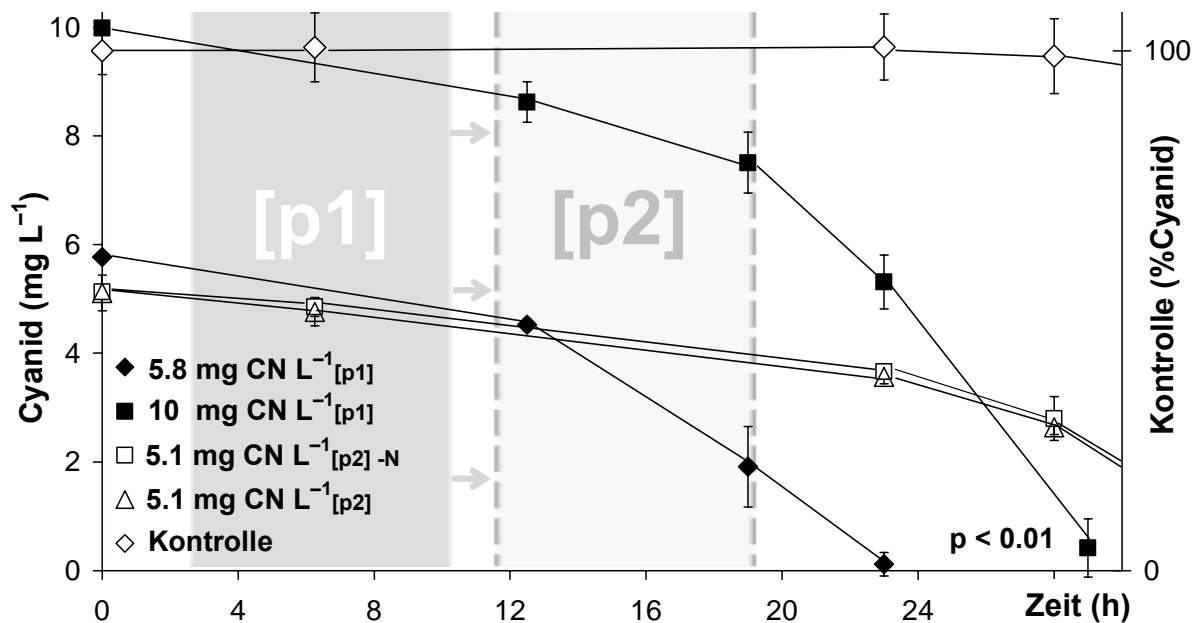 Cyanid (mg L⁻¹)
10
8
6
4
2
0
[p1]
[p2]
5.8 mg CN L⁻¹[p1]
10 mg CN L⁻¹[p1]
5.1 mg CN L⁻¹[p2] -N
5.1 mg CN L⁻¹[p2]
Kontrolle
p < 0.01
100
0
Kontrolle (%Cyanid)
0 4 8 12 16 20 24 Zeit (h)